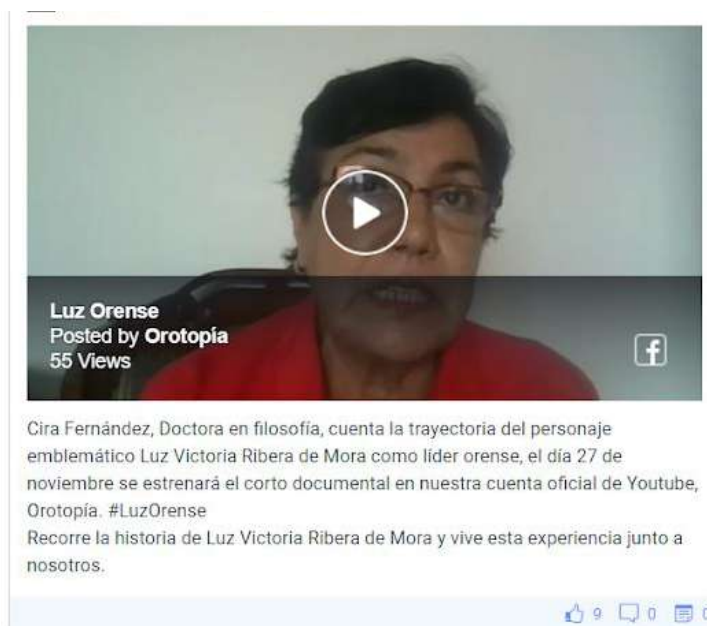 Luz Orense
Posted by Orotopía
55 Views
Cira Fernández, Doctora en filosofía, cuenta la trayectoria del personaje
emblemático Luz Victoria Ribera de Mora como líder orense, el día 27 de
noviembre se estrenará el corto documental en nuestra cuenta oficial de Youtube,
Orotopía. #LuzOrense
Recorre la historia de Luz Victoria Ribera de Mora y vive esta experiencia junto a
nosotros.
9 0 0